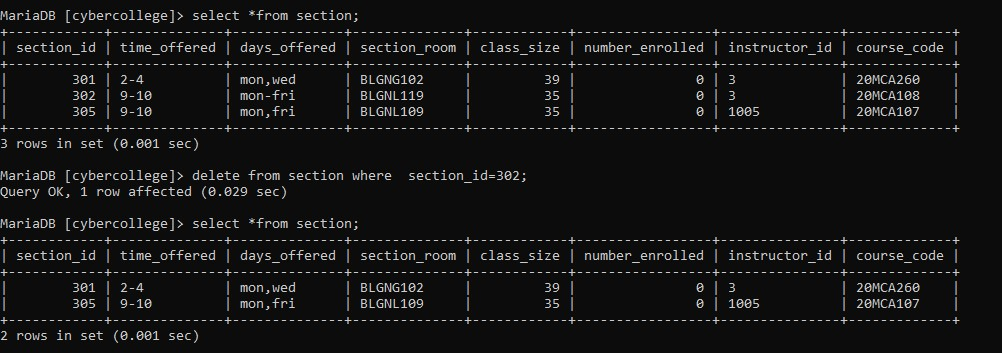 MariaDB [cybercollege]> select *from section;
+------------+--------------+--------------+--------------+------------+-----------------+---------------+-------------+
| section_id | time_offered | days_offered | section_room | class_size | number_enrolled | instructor_id | course_code |
+------------+--------------+--------------+--------------+------------+-----------------+---------------+-------------+
|        301 | 2-4          | mon,wed      | BLGNG102     |         39 |               0 | 3             | 20MCA260    |
|        302 | 9-10         | mon-fri      | BLGNL119     |         35 |               0 | 3             | 20MCA108    |
|        305 | 9-10         | mon,fri      | BLGNL109     |         35 |               0 | 1005          | 20MCA107    |
+------------+--------------+--------------+--------------+------------+-----------------+---------------+-------------+
3 rows in set (0.001 sec)
MariaDB [cybercollege]> delete from section where  section_id=302;
Query OK, 1 row affected (0.029 sec)
MariaDB [cybercollege]> select *from section;
+------------+--------------+--------------+--------------+------------+-----------------+---------------+-------------+
| section_id | time_offered | days_offered | section_room | class_size | number_enrolled | instructor_id | course_code |
+------------+--------------+--------------+--------------+------------+-----------------+---------------+-------------+
|        301 | 2-4          | mon,wed      | BLGNG102     |         39 |               0 | 3             | 20MCA260    |
|        305 | 9-10         | mon,fri      | BLGNL109     |         35 |               0 | 1005          | 20MCA107    |
+------------+--------------+--------------+--------------+------------+-----------------+---------------+-------------+
2 rows in set (0.001 sec)